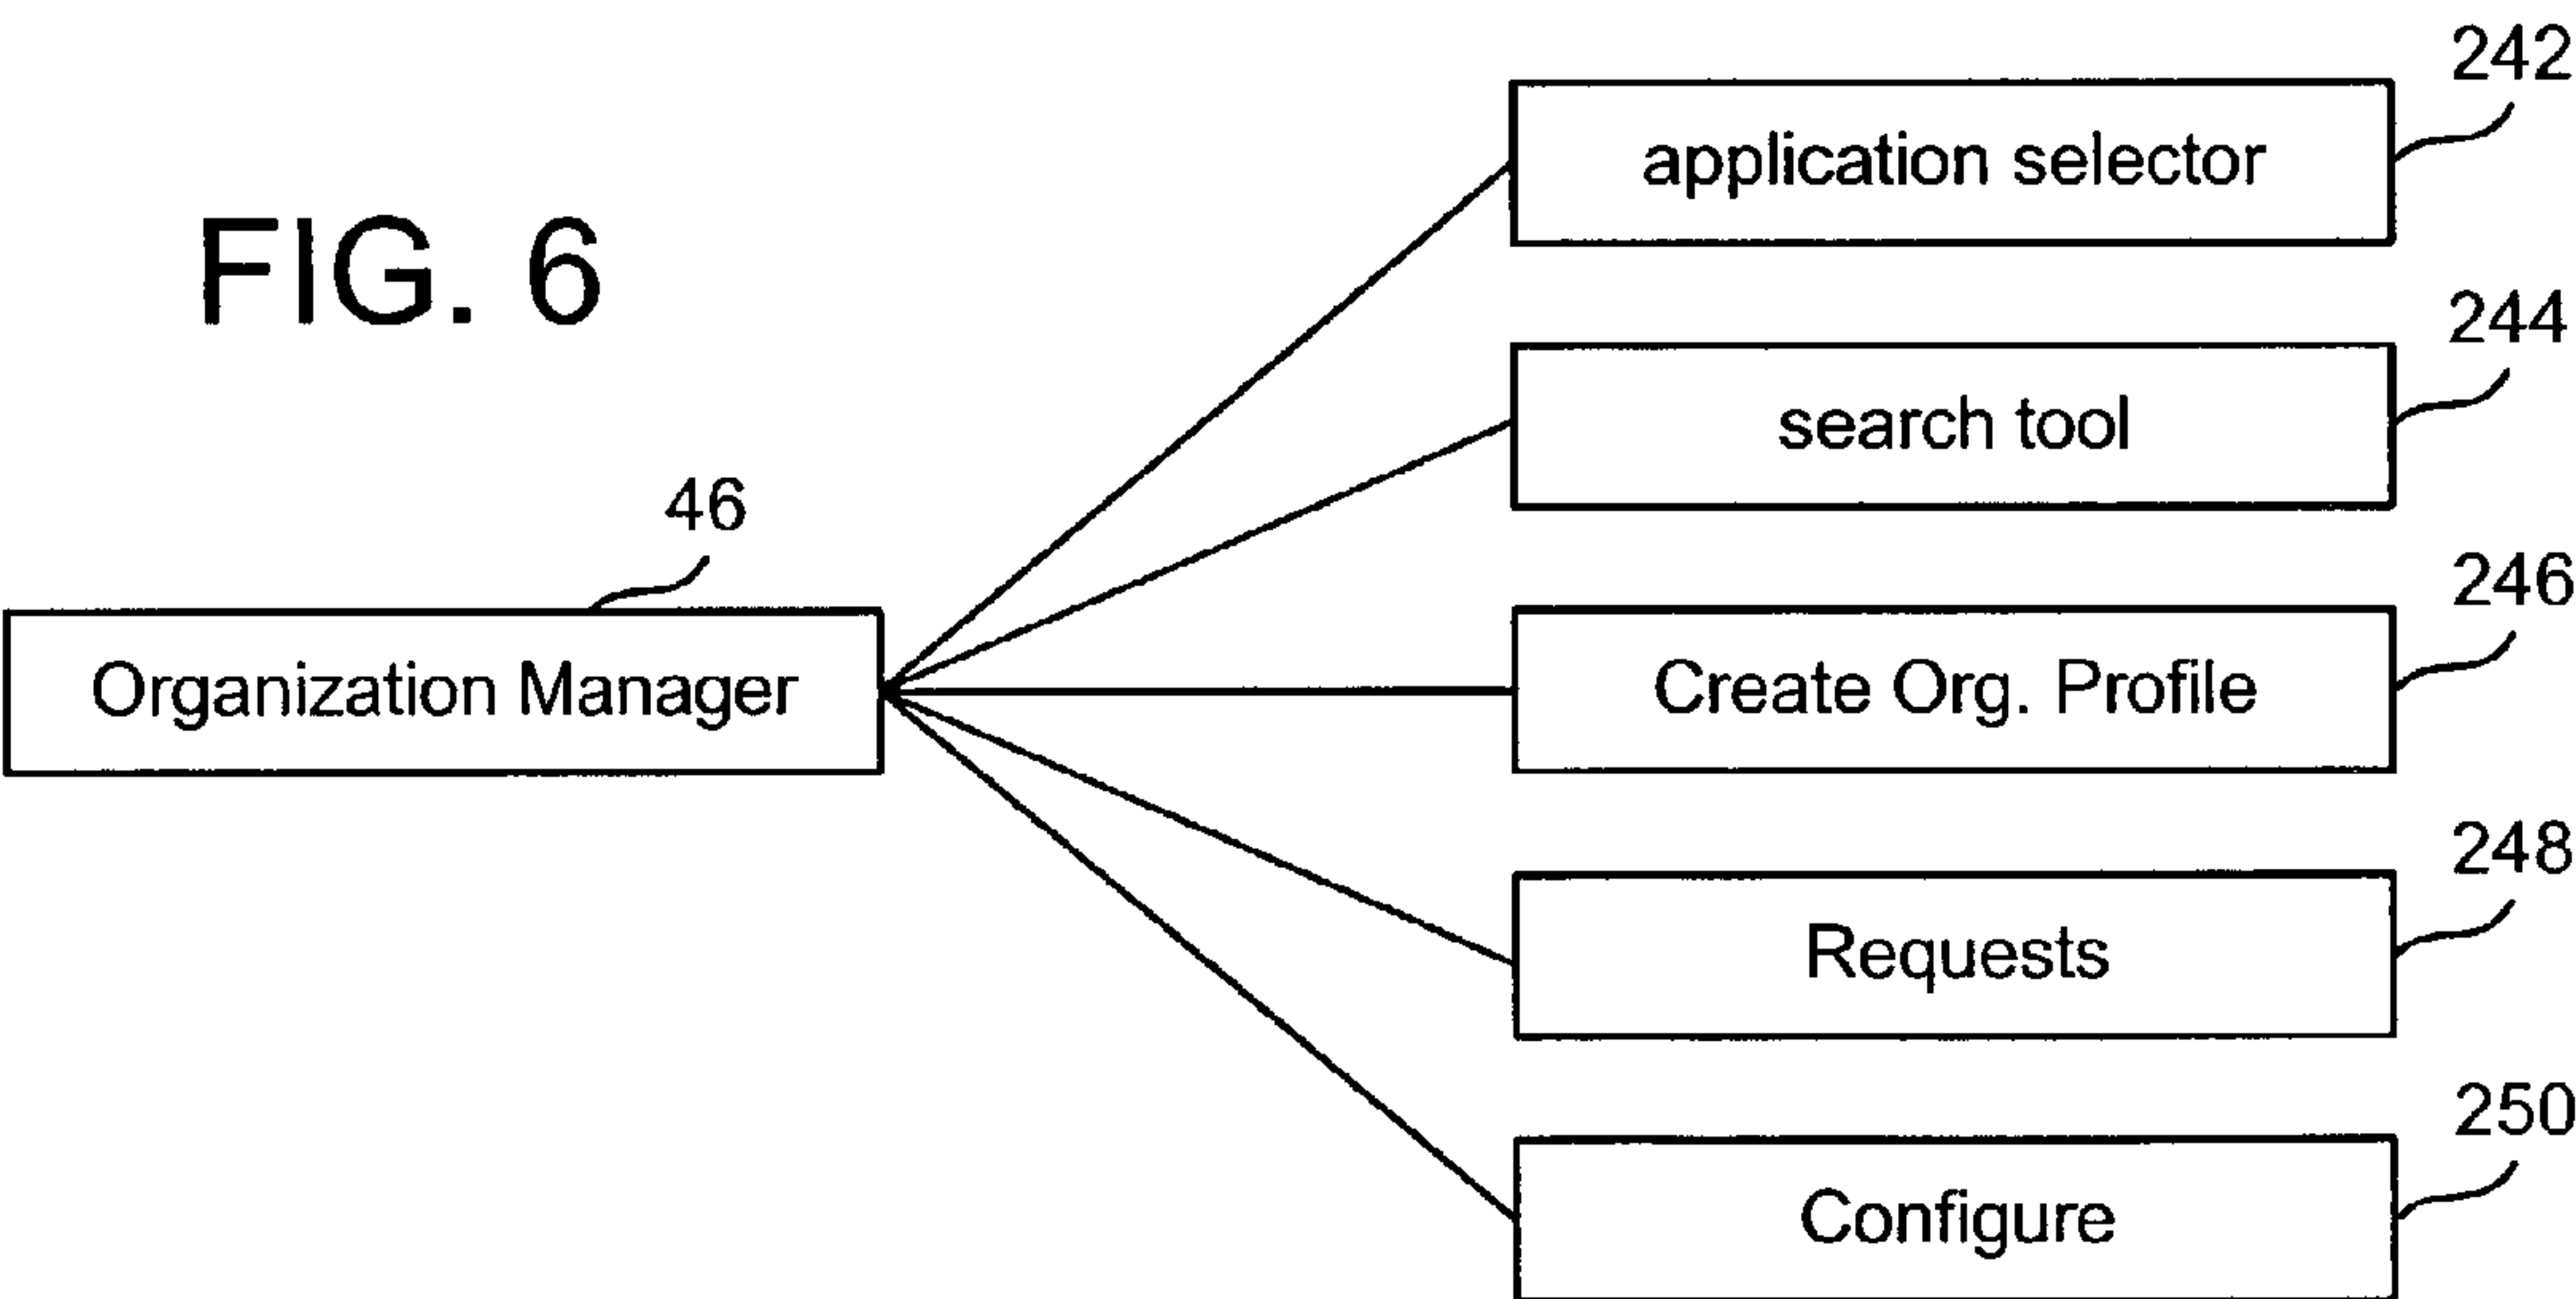 242
application selector
FIG. 6
244
search tool
46
246
Organization Manager
Create Org. Profile
248
Requests
250
Configure